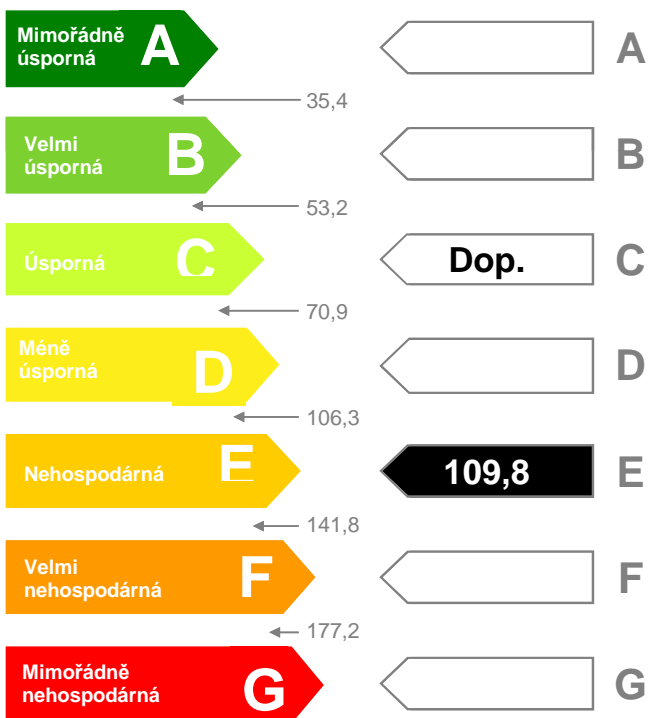 Mimořádně
úsporná
A
A
35,4
Velmi
úsporná
B
B
53,2
Úsporná
C
Dop.
C
70,9
Méně
úsporná
D
D
106,3
Nehospodárná
E
109,8
E
141,8
Velmi
nehospodárná
F
F
177,2
Mimořádně
nehospodárná
G
G